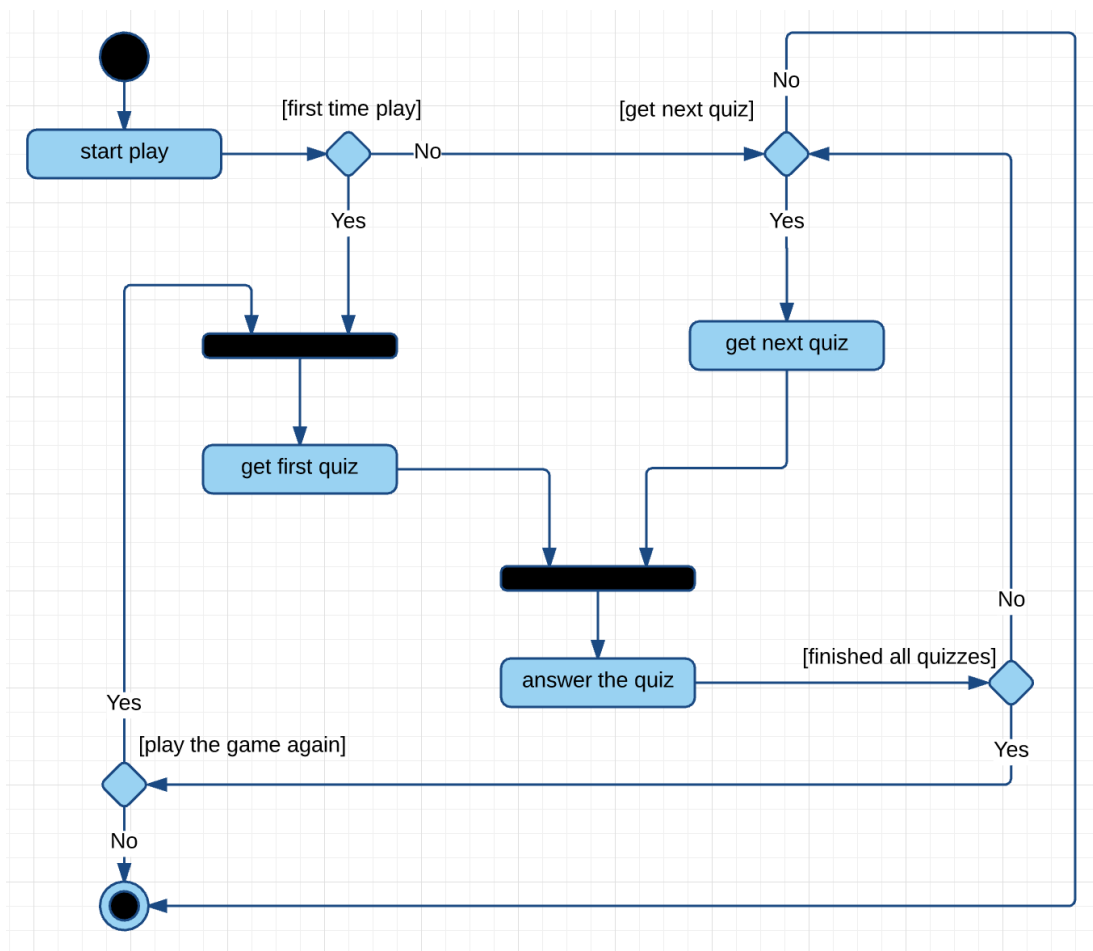 No
[first time play]
[get next quiz]
start play
No
Yes
Yes
get next quiz
get first quiz
No
[finished all quizzes]
answer the quiz
Yes
[play the game again]
Yes
No